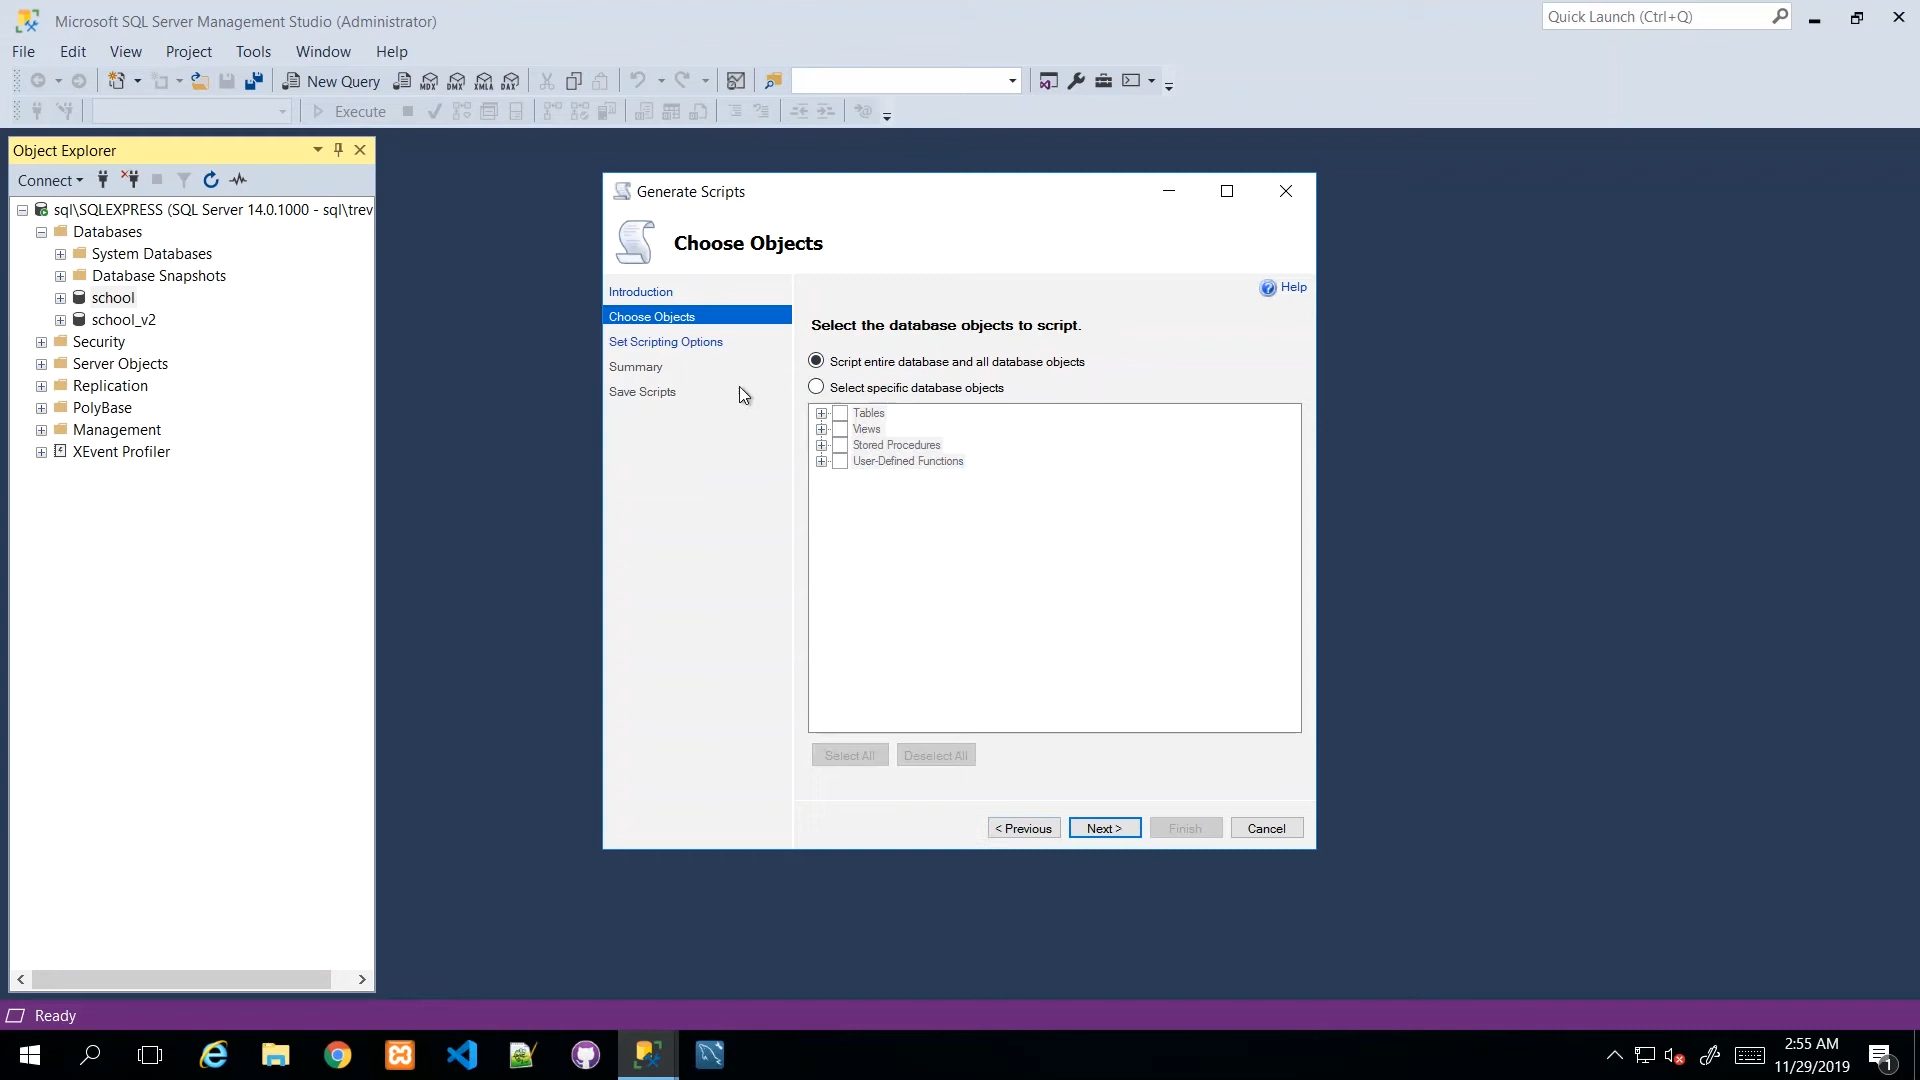 Microsoft SQL Server Management Studio (Administrator)
Quick Launch (Ctrl+Q)
File Edit View Project Tools Window Help
New Query
MDX DMX XMLA DAX
Execute
Object Explorer
Connect
sql\SQLEXPRESS (SQL Server 14.0.1000 - sql\trev
Databases
System Databases
Database Snapshots
school
school_v2
Security
Server Objects
Replication
PolyBase
Management
XEvent Profiler
Generate Scripts
Choose Objects
Introduction
Choose Objects
Set Scripting Options
Summary
Save Scripts
Help
Select the database objects to script.
Script entire database and all database objects
Select specific database objects
Tables
Views
Stored Procedures
User-Defined Functions
Select All Deselect All
< Previous Next > Finish Cancel
Ready
2:55 AM
11/29/2019
1